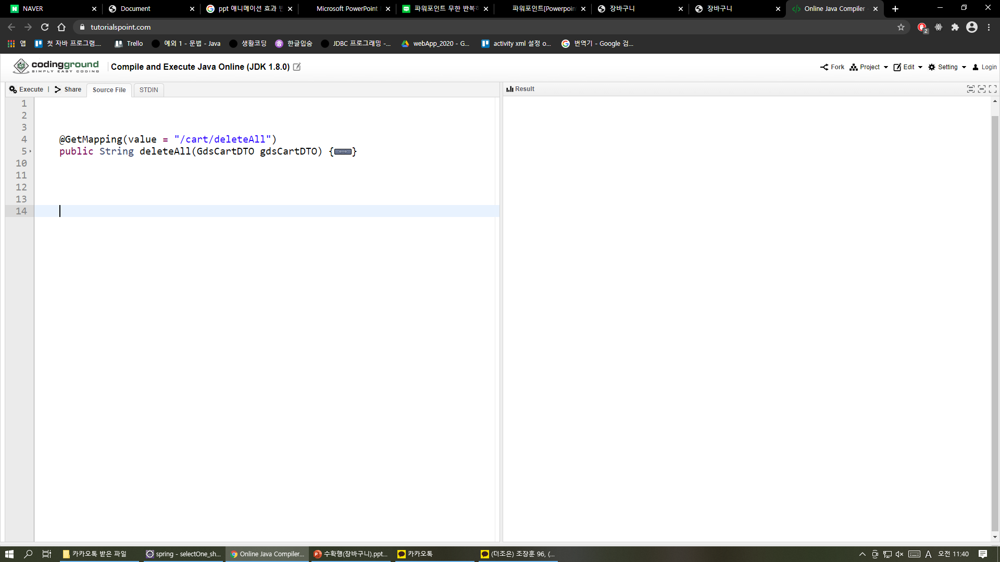 NAVER
Document
ppt 애니메이션 효과
Microsoft PowerPoint
파워포인트 무한 반복하
파워포인트[Powerpoin
장바구니
장바구니
Online Java Compiler
tutorialspoint.com
2
앱
첫 자바 프로그램....
Trello
예외 1 - 문법 - Java
생활코딩
한글입숨
JDBC 프로그래밍 -...
webApp_2020 - G...
activity xml 설정 o...
번역기 - Google 검...
codingground
SIMPLY EASY CODING
Compile and Execute Java Online (JDK 1.8.0)
Fork
Project
Edit
Setting
Login
Execute | Share
Source File
STDIN
Result
1
2
3
4 @GetMapping(value = "/cart/deleteAll")
5 public String deleteAll(GdsCartDTO gdsCartDTO) {}
10
11
12
13
14
카카오톡 받은 파일
spring - selectOne_sh...
Online Java Compiler...
수확행(장바구니).ppt...
카카오톡
(더조은) 조장훈 96, (...
A
오전 11:40